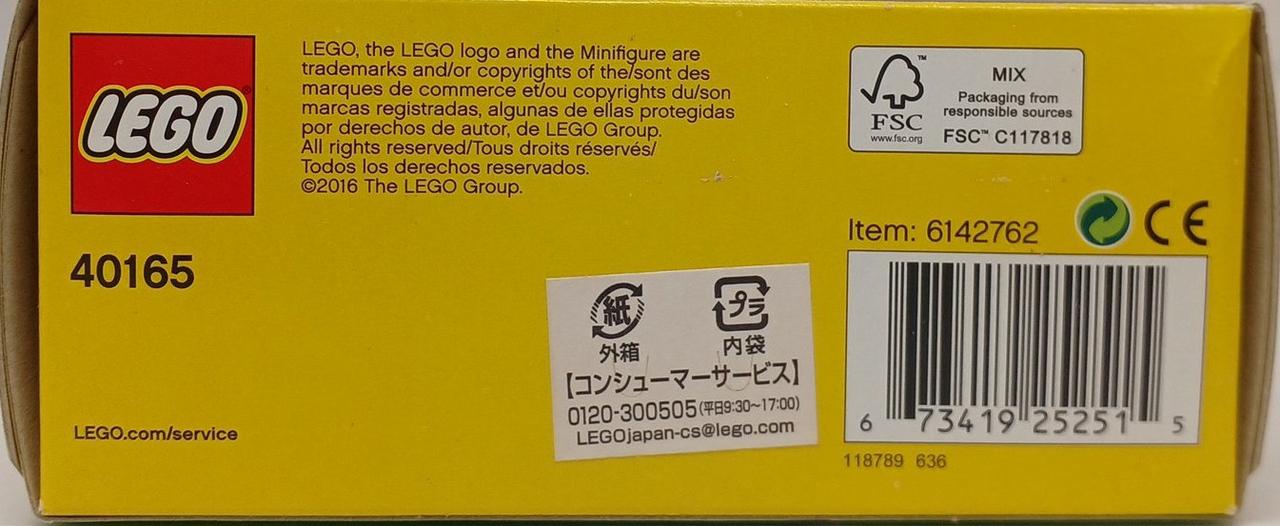 LEGO®
40165
LEGO.com/service
LEGO, the LEGO logo and the Minifigure are
trademarks and/or copyrights of the/sont des
marques de commerce et/ou copyrights du/son
marcas registradas, algunas de ellas protegidas
por derechos de autor, de LEGO Group.
All rights reserved/Tous droits réservés/
Todos los derechos reservados.
©2016 The LEGO Group.
紙
外箱
プラ
内袋
【コンシューマーサービス】
0120-300505(平日9:30~17:00)
LEGOjapan-cs@lego.com
FSC
www.fsc.org
™
MIX
Packaging from
responsible sources
FSC™ C117818
Item: 6142762
CE
6 73419 25251 5
118789 636